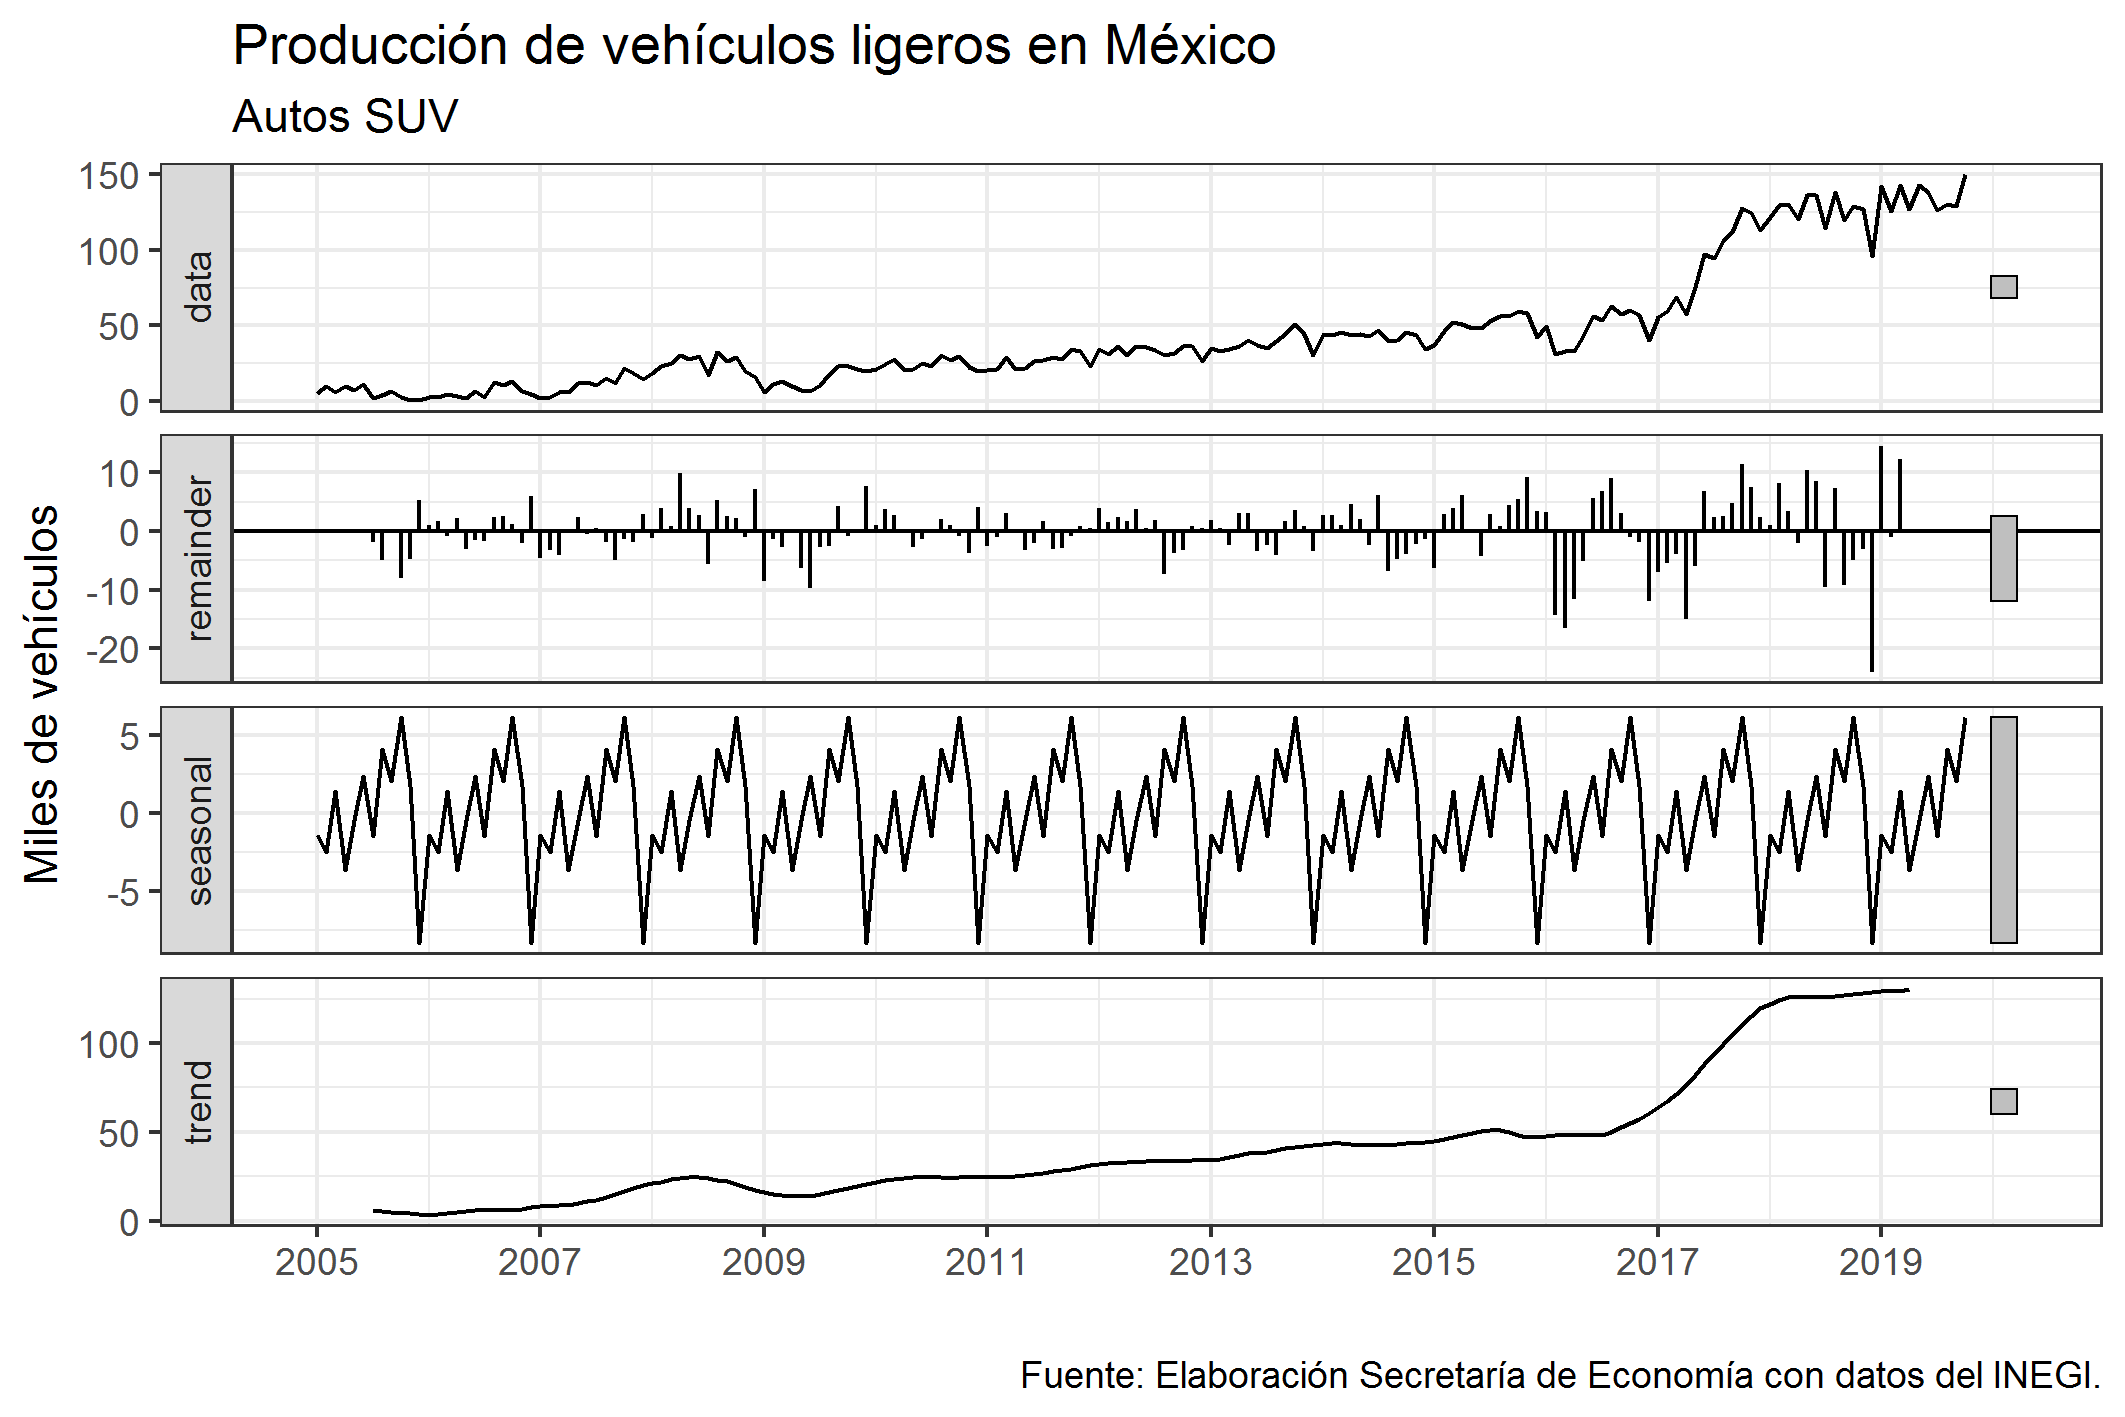 Producción de vehículos ligeros en México
Autos SUV
Miles de vehículos
data
150
100
50
0
remainder
10
0
-10
-20
seasonal
5
0
-5
trend
100
50
0
2005 2007 2009 2011 2013 2015 2017 2019
Fuente: Elaboración Secretaría de Economía con datos del INEGI.